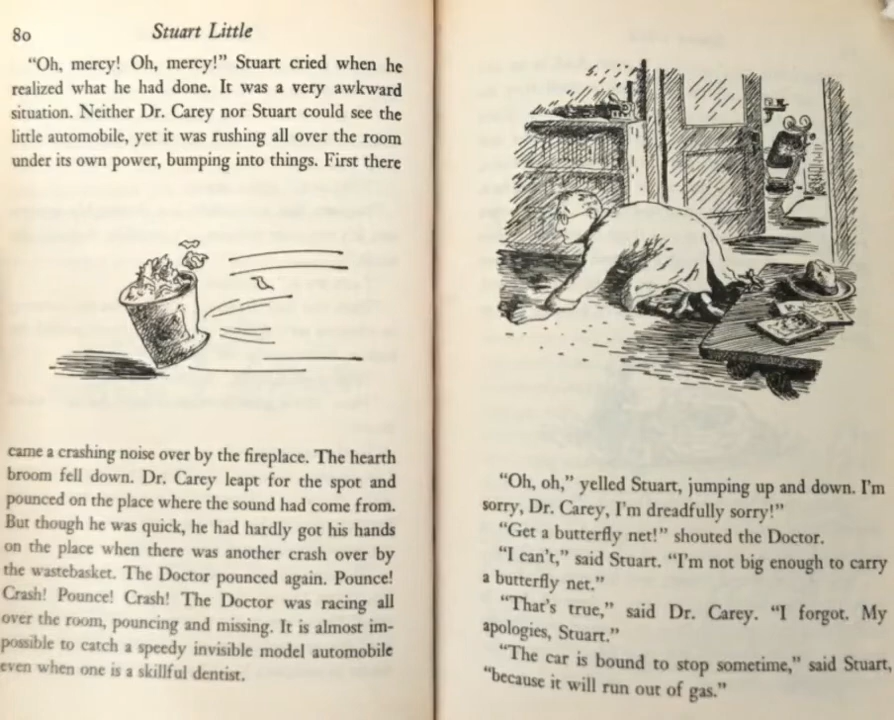 80 Stuart Little
“Oh, mercy! Oh, mercy!” Stuart cried when he
realized what he had done. It was a very awkward
situation. Neither Dr. Carey nor Stuart could see the
little automobile, yet it was rushing all over the room
under its own power, bumping into things. First there
came a crashing noise over by the fireplace. The hearth
broom fell down. Dr. Carey leapt for the spot and
pounced on the place where the sound had come from.
But though he was quick, he had hardly got his hands
on the place when there was another crash over by
the wastebasket. The Doctor pounced again. Pounce!
Crash! Pounce! Crash! The Doctor was racing all
over the room, pouncing and missing. It is almost im-
possible to catch a speedy invisible model automobile
even when one is a skillful dentist.
“Oh, oh,” yelled Stuart, jumping up and down. I’m
sorry, Dr. Carey, I’m dreadfully sorry!”
“Get a butterfly net!” shouted the Doctor.
“I can’t,” said Stuart. “I’m not big enough to carry
a butterfly net.”
“That’s true,” said Dr. Carey. “I forgot. My
apologies, Stuart.”
“The car is bound to stop sometime,” said Stuart,
“because it will run out of gas.”